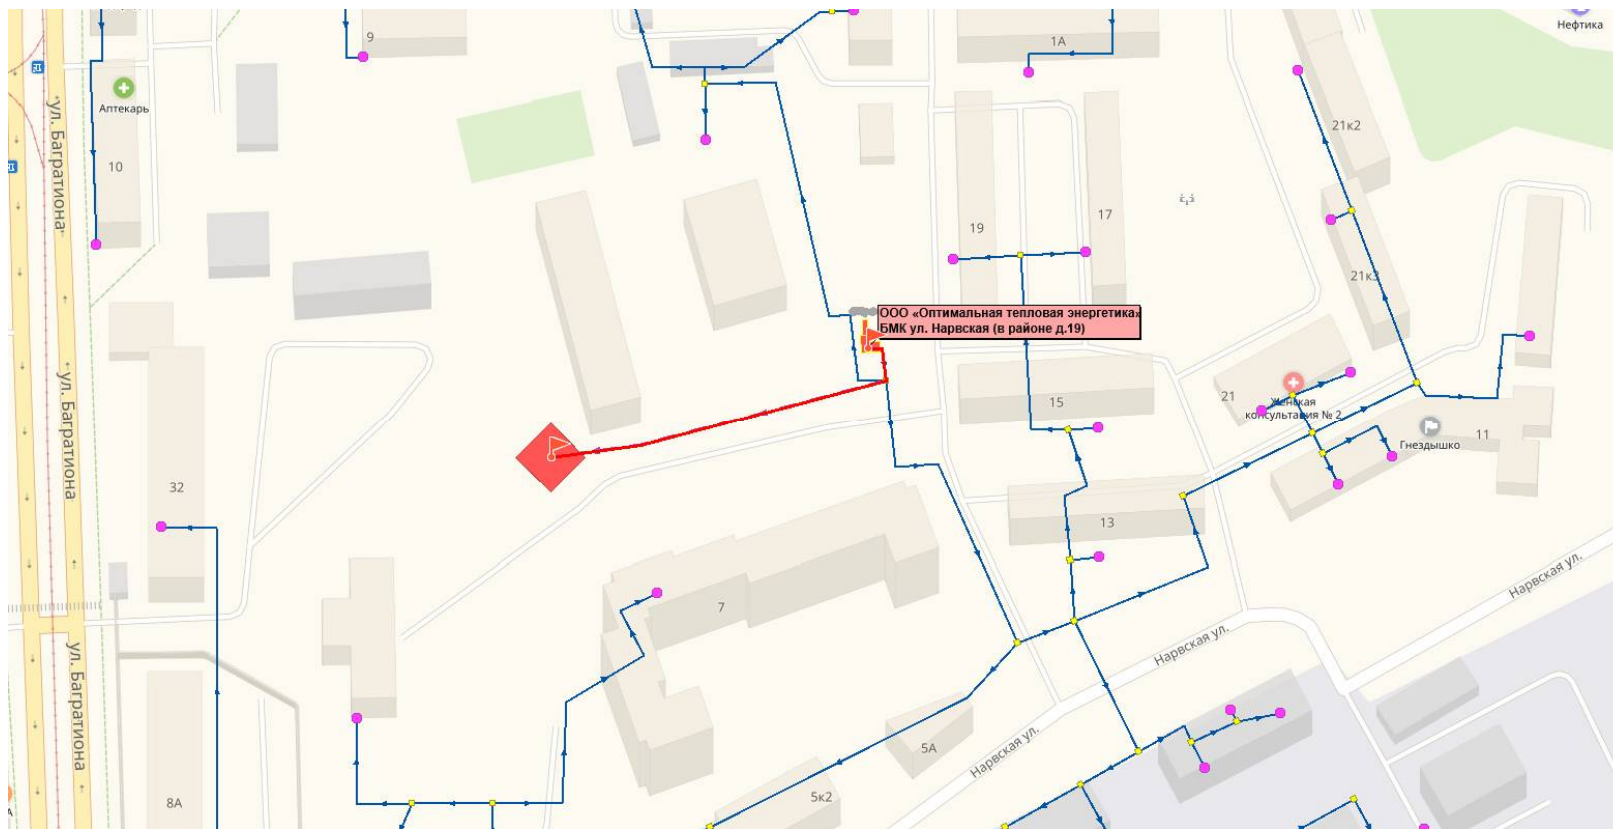 Нефтика
9
1А
Аптекарь
ул. Багратиона
10
21к2
19
17
21к3
ООО «Оптимальная тепловая энергетика»
БМК ул. Нарвская (в районе д.19)
ул. Багратиона
15
21
Женская
консультация № 2
11
Гнездышко
32
13
Нарвская ул.
7
Нарвская ул.
ул. Багратиона
5А
Нарвская ул.
5к2
8А